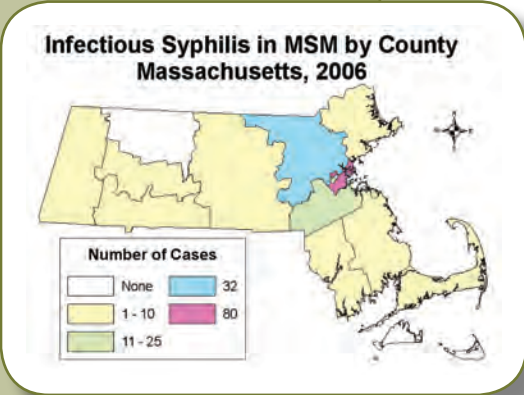 Infectious Syphilis in MSM by County
Massachusetts, 2006
Number of Cases
None
32
1 - 10
80
11 - 25